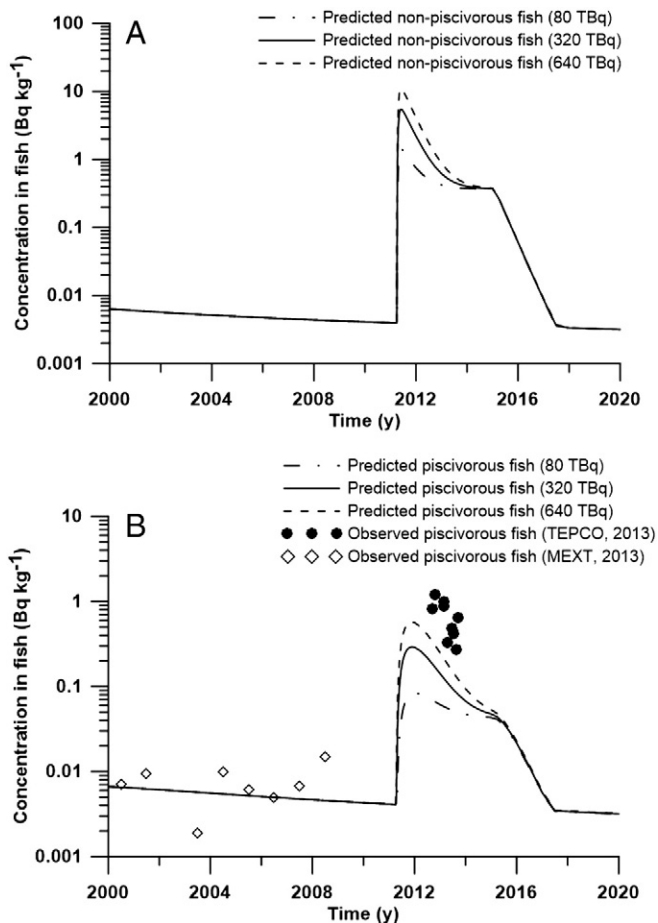 A
Predicted non-piscivorous fish (80 TBq)
Predicted non-piscivorous fish (320 TBq)
Predicted non-piscivorous fish (640 TBq)
Concentration in fish (Bq kg⁻¹)
100
10
1
0.1
0.01
0.001
2000 2004 2008 2012 2016 2020
Time (y)
B
Predicted piscivorous fish (80 TBq)
Predicted piscivorous fish (320 TBq)
Predicted piscivorous fish (640 TBq)
Observed piscivorous fish (TEPCO, 2013)
Observed piscivorous fish (MEXT, 2013)
Concentration in fish (Bq kg⁻¹)
10
1
0.1
0.01
0.001
2000 2004 2008 2012 2016 2020
Time (y)